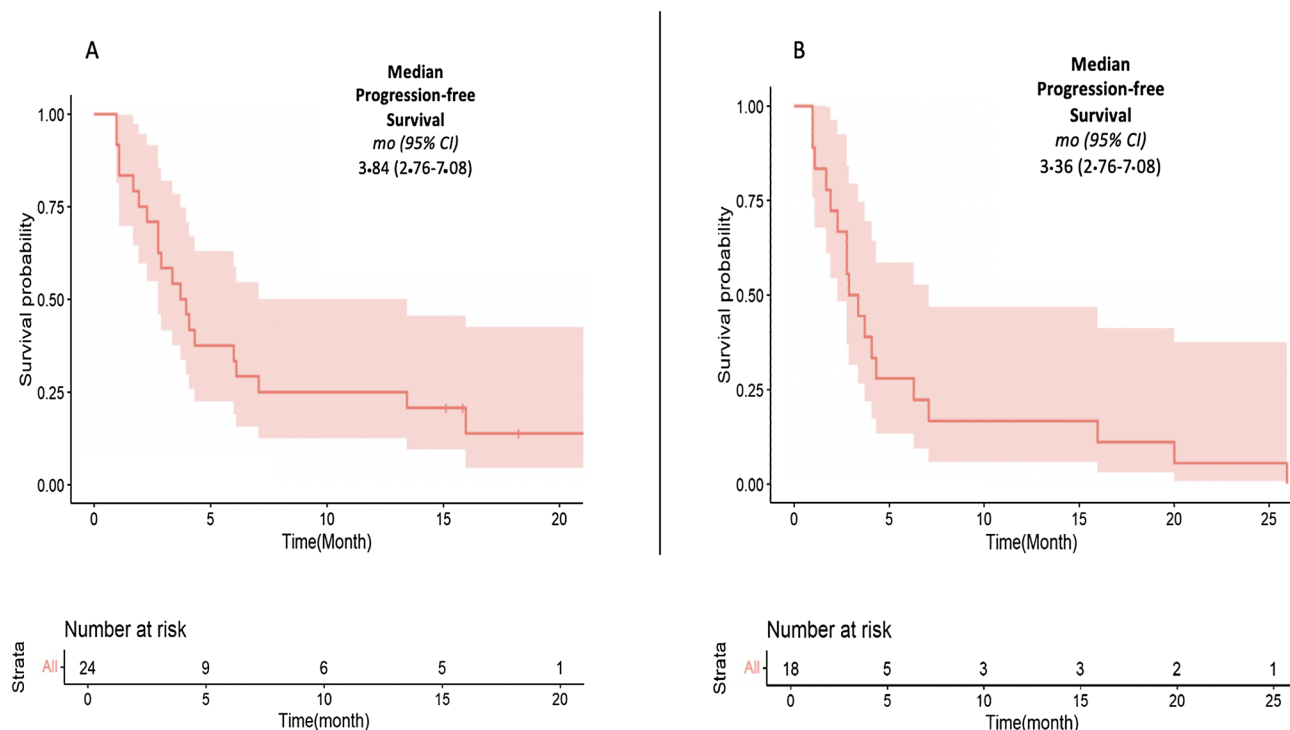 A
Median
Progression-free
Survival
mo (95% CI)
3•84 (2•76-7•08)
Survival probability
1.00
0.75
0.50
0.25
0.00
0 5 10 15 20
Time(Month)
Number at risk
Strata
All 24 9 6 5 1
0 5 10 15 20
Time(month)
B
Median
Progression-free
Survival
mo (95% CI)
3•36 (2•76-7•08)
Survival probability
1.00
0.75
0.50
0.25
0.00
0 5 10 15 20 25
Time(Month)
Number at risk
Strata
All 18 5 3 3 2 1
0 5 10 15 20 25
Time(month)